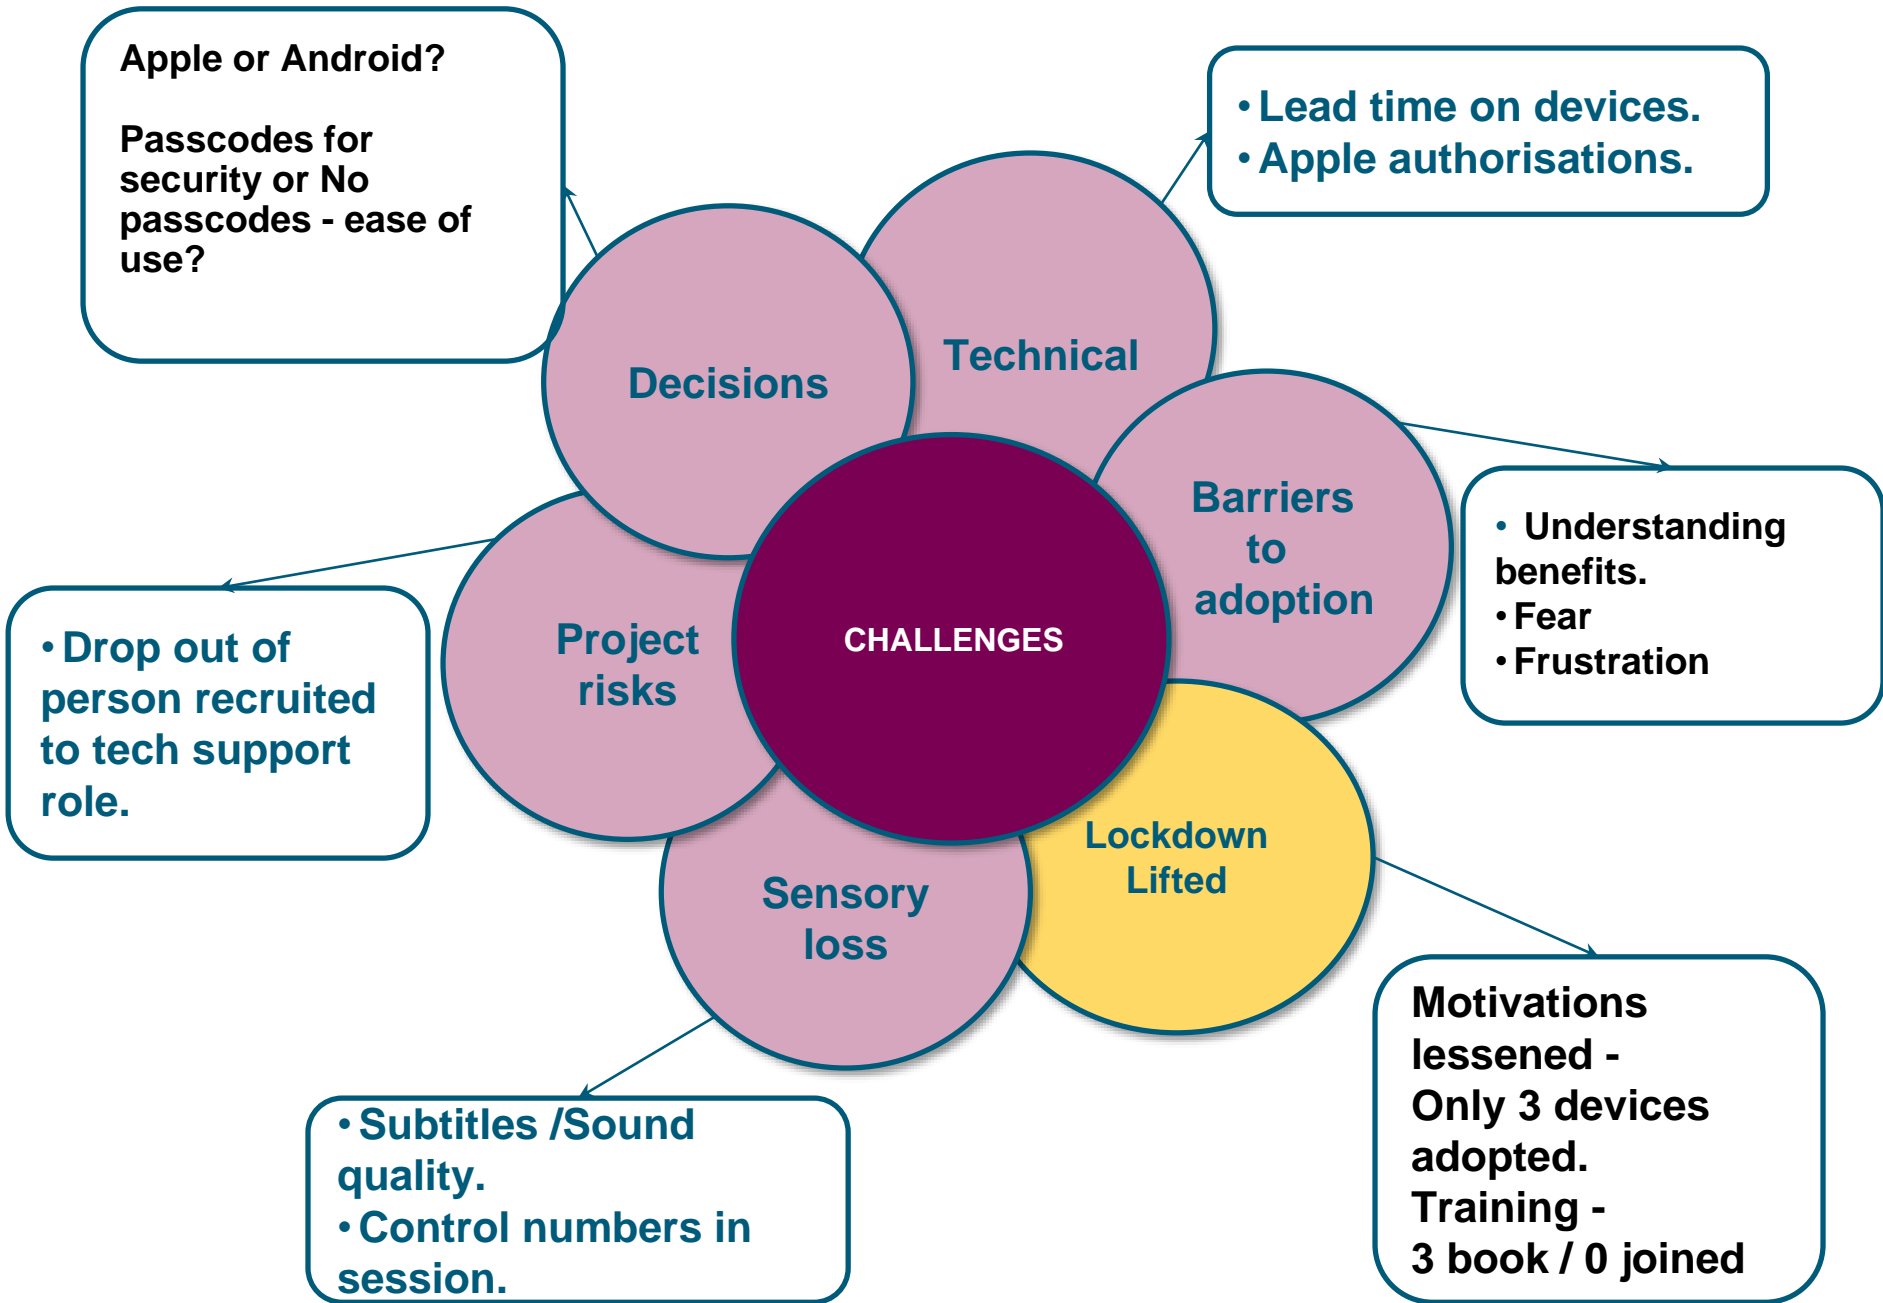 Apple or Android?
Passcodes for
security or No
passcodes - ease of
use?
• Lead time on devices.
• Apple authorisations.
Decisions
Technical
Barriers
to
adoption
• Understanding
benefits.
• Fear
• Frustration
CHALLENGES
Project
risks
• Drop out of
person recruited
to tech support
role.
Lockdown
Lifted
Sensory
loss
Motivations
lessened -
Only 3 devices
adopted.
Training -
3 book / 0 joined
• Subtitles /Sound
quality.
• Control numbers in
session.